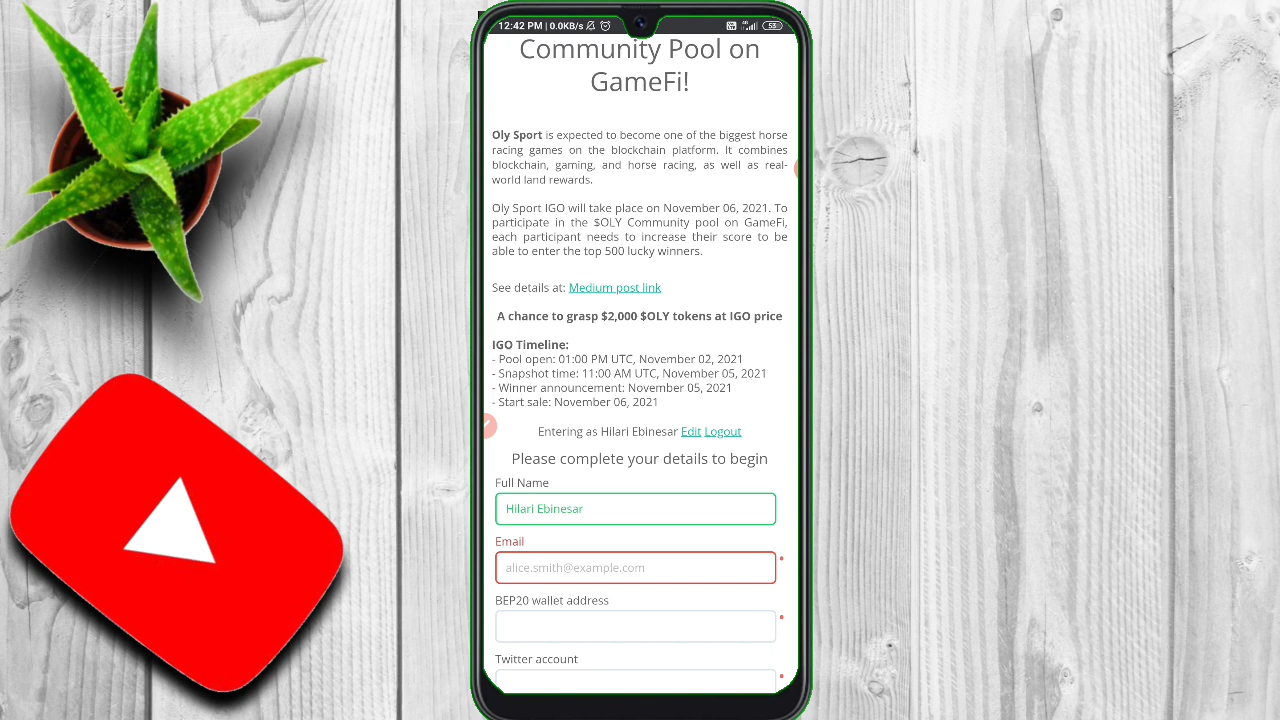 12:42 PM | 0.0KB/s
Community Pool on
GameFi!
Oly Sport is expected to become one of the biggest horse
racing games on the blockchain platform. It combines
blockchain, gaming, and horse racing, as well as real-
world land rewards.
Oly Sport IGO will take place on November 06, 2021. To
participate in the $OLY Community pool on GameFi,
each participant needs to increase their score to be
able to enter the top 500 lucky winners.
See details at: Medium post link
A chance to grasp $2,000 $OLY tokens at IGO price
IGO Timeline:
- Pool open: 01:00 PM UTC, November 02, 2021
- Snapshot time: 11:00 AM UTC, November 05, 2021
- Winner announcement: November 05, 2021
- Start sale: November 06, 2021
Entering as Hilari Ebinesar Edit Logout
Please complete your details to begin
Full Name
Hilari Ebinesar
Email
alice.smith@example.com
BEP20 wallet address
Twitter account